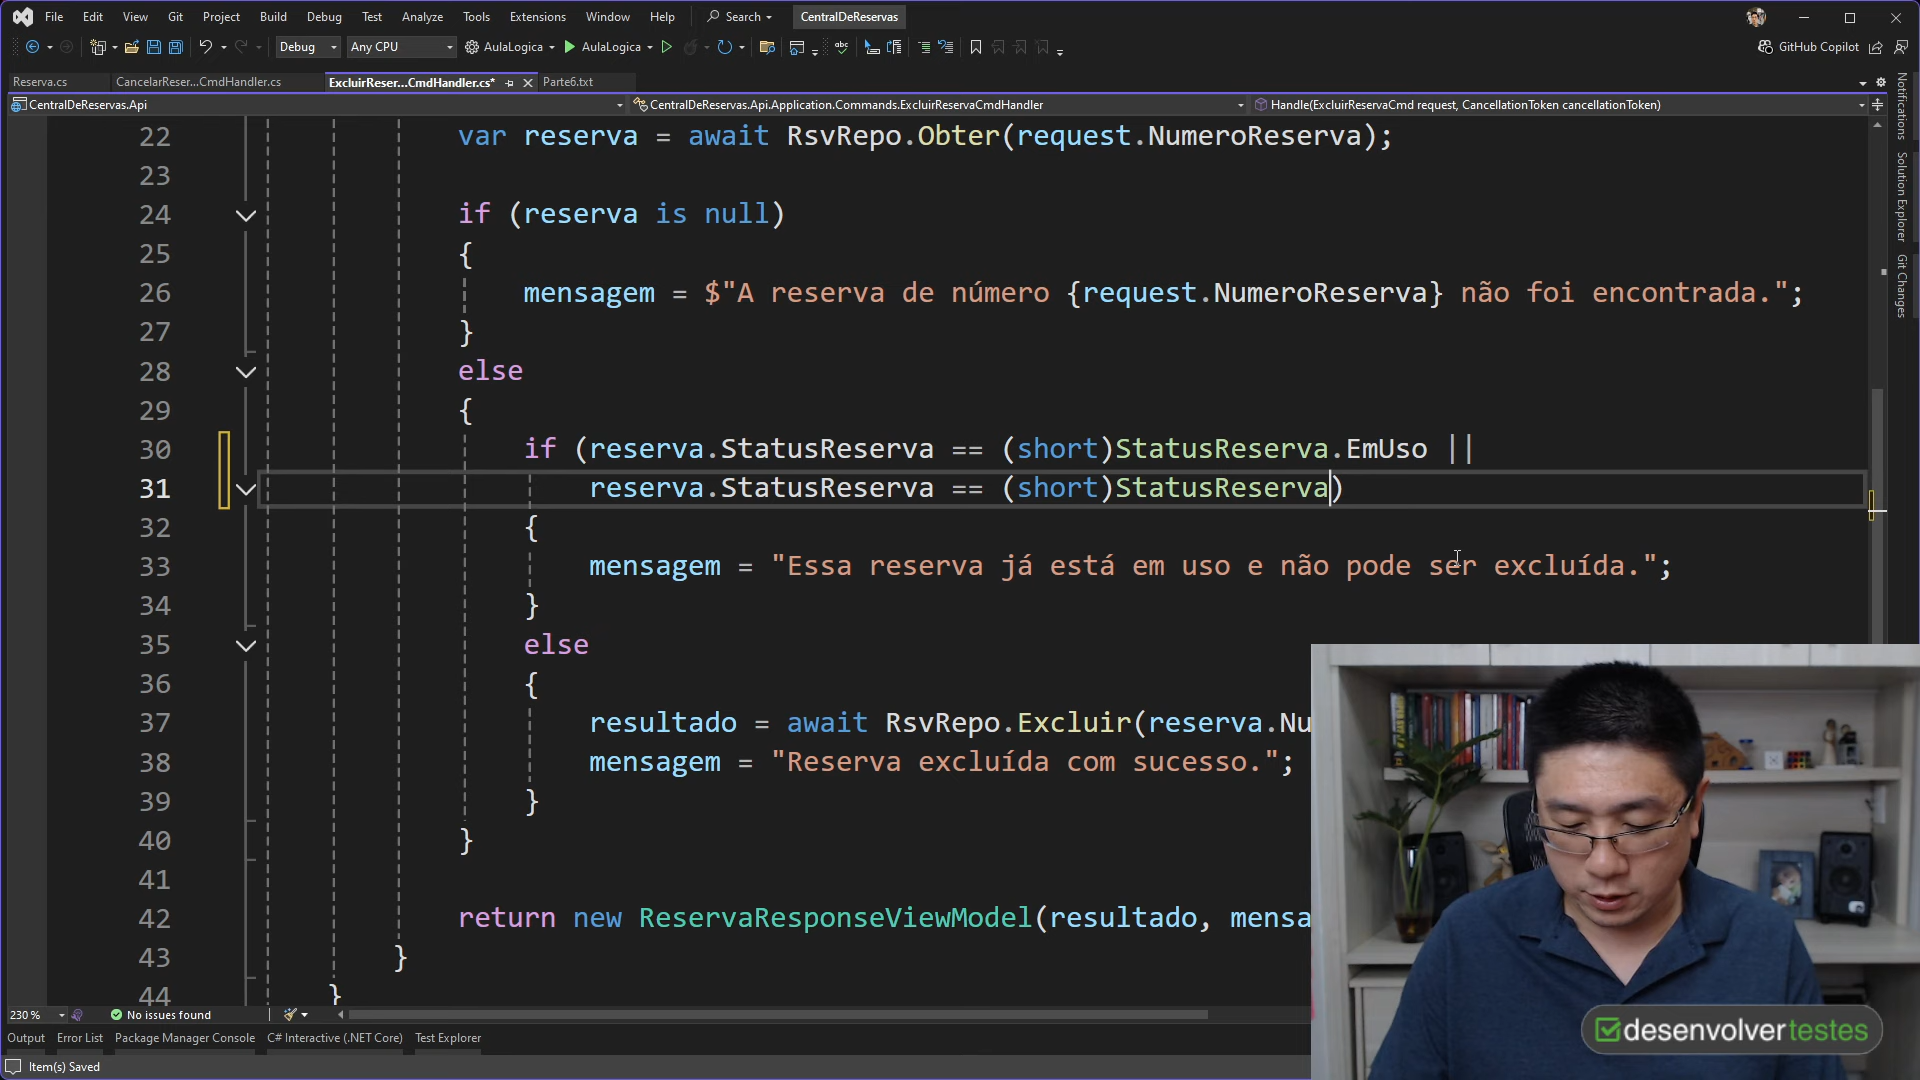 File Edit View Git Project Build Debug Test Analyze Tools Extensions Window Help Search CentralDeReservas
Debug Any CPU AulaLogica AulaLogica GitHub Copilot
Reserva.cs CancelarReser...CmdHandler.cs ExcluirReser...CmdHandler.cs* Parte6.txt
CentralDeReservas.Api CentralDeReservas.Api.Application.Commands.ExcluirReservaCmdHandler Handle(ExcluirReservaCmd request, CancellationToken cancellationToken)
22 var reserva = await RsvRepo.Obter(request.NumeroReserva);
23
24 if (reserva is null)
25 {
26 mensagem = $"A reserva de número {request.NumeroReserva} não foi encontrada.";
27 }
28 else
29 {
30 if (reserva.StatusReserva == (short)StatusReserva.EmUso ||
31 reserva.StatusReserva == (short)StatusReserva)
32 {
33 mensagem = "Essa reserva já está em uso e não pode ser excluída.";
34 }
35 else
36 {
37 resultado = await RsvRepo.Excluir(reserva.Nu
38 mensagem = "Reserva excluída com sucesso.";
39 }
40 }
41
42 return new ReservaResponseViewModel(resultado, mensa
43 }
44 }
230 % No issues found
Output Error List Package Manager Console C# Interactive (.NET Core) Test Explorer
Item(s) Saved
Notifications
Solution Explorer
Git Changes
desenvolvertestes